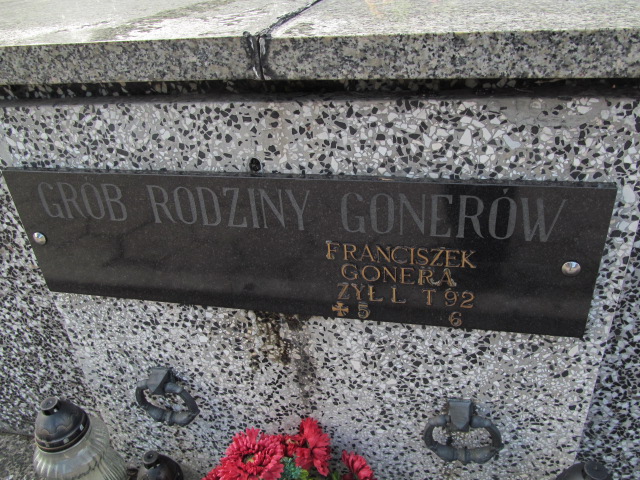 GRÓB RODZINY GONERÓW
FRANCISZEK
GONERA
ŻYŁ L T 92
✝ 5 6